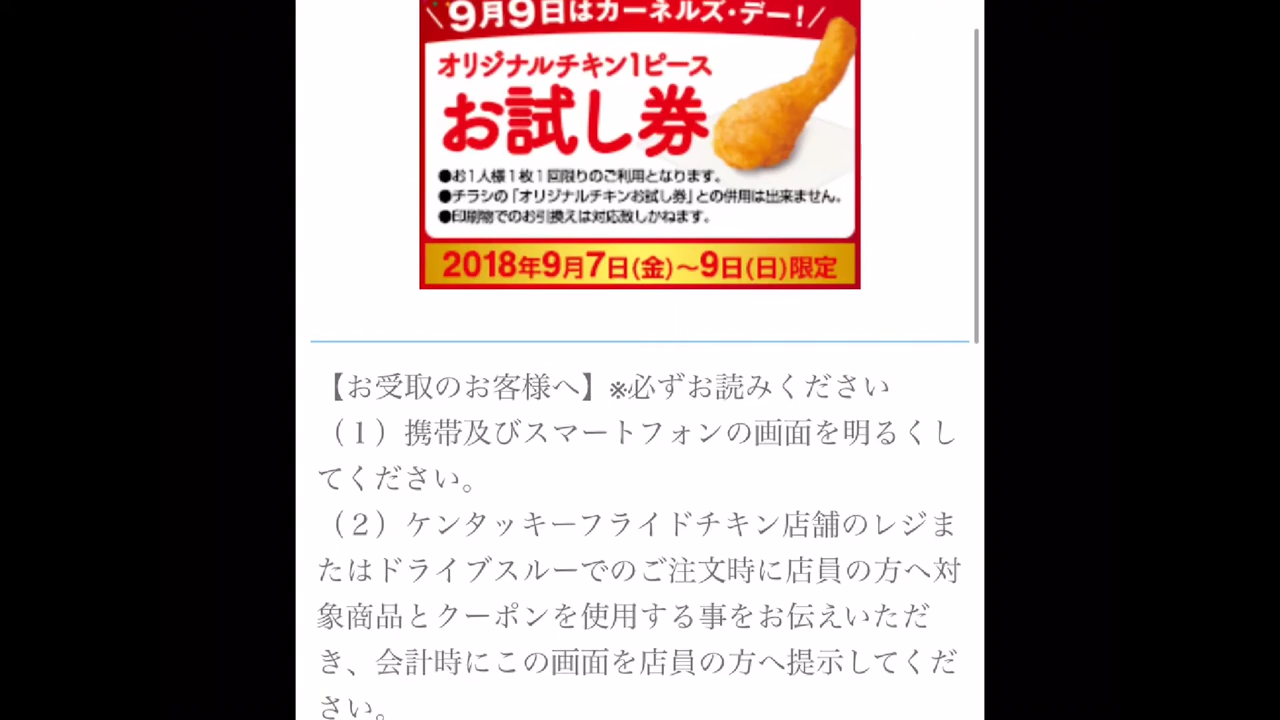 9月9日はカーネルズ・デー!
オリジナルチキン1ピース
お試し券
●お1人様1枚1回限りのご利用となります。
●チラシの「オリジナルチキンお試し券」との併用は出来ません。
●印刷物でのお引換えは対応致しかねます。
2018年9月7日(金)～9日(日)限定
【お受取のお客様へ】※必ずお読みください
（１）携帯及びスマートフォンの画面を明るくし
てください。
（２）ケンタッキーフライドチキン店舗のレジま
たはドライブスルーでのご注文時に店員の方へ対
象商品とクーポンを使用する事をお伝えいただ
き、会計時にこの画面を店員の方へ提示してくだ
さい。